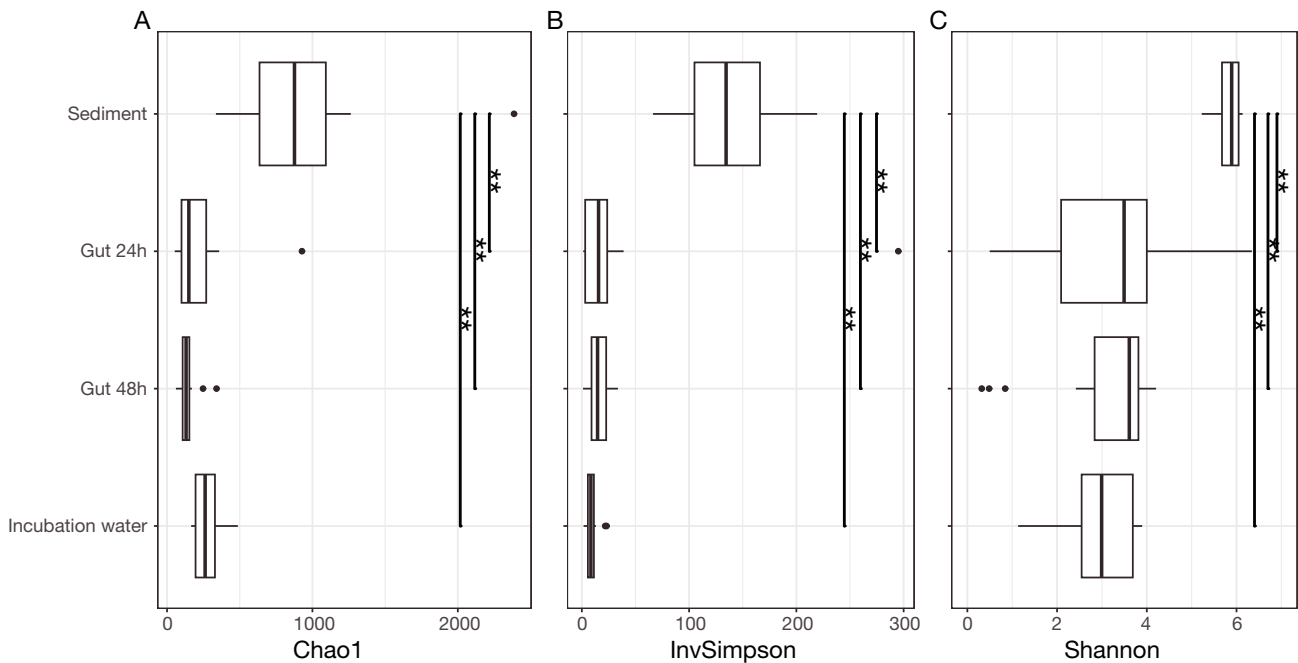 A B C
Sediment
Gut 24h
Gut 48h
Incubation water
**
**
**
**
**
**
**
**
**
0 1000 2000
0 100 200 300
0 2 4 6
Chao1
InvSimpson
Shannon